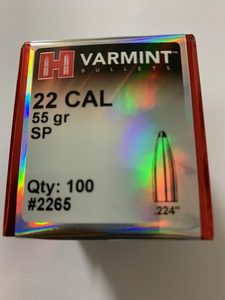 H VARMINT
BULLETS
22 CAL
55 gr
SP
Qty: 100
#2265
.224"